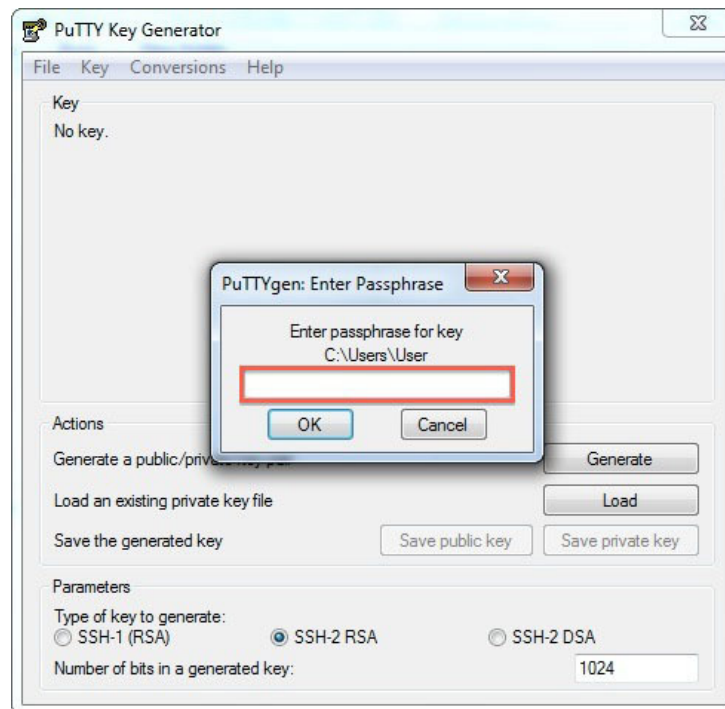 PuTTY Key Generator
File Key Conversions Help
Key
No key.
PuTTYgen: Enter Passphrase
Enter passphrase for key
C:\Users\User
OK Cancel
Actions
Generate a public/private key pair
Generate
Load an existing private key file
Load
Save the generated key
Save public key
Save private key
Parameters
Type of key to generate:
SSH-1 (RSA) SSH-2 RSA SSH-2 DSA
Number of bits in a generated key:
1024